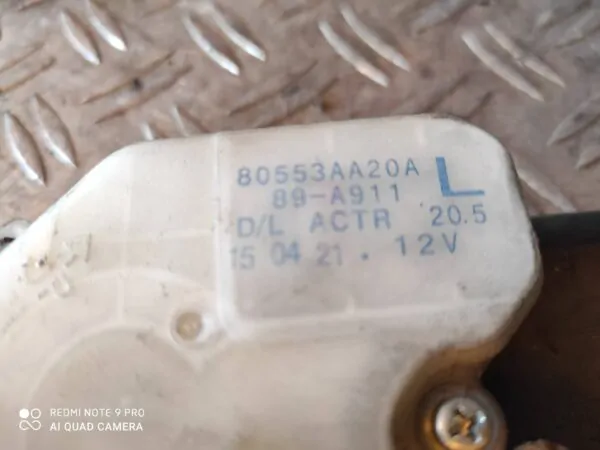 80553AA20A L
89-A911
D/L ACTR 20.5
15 04 21 . 12V
REDMI NOTE 9 PRO
AI QUAD CAMERA